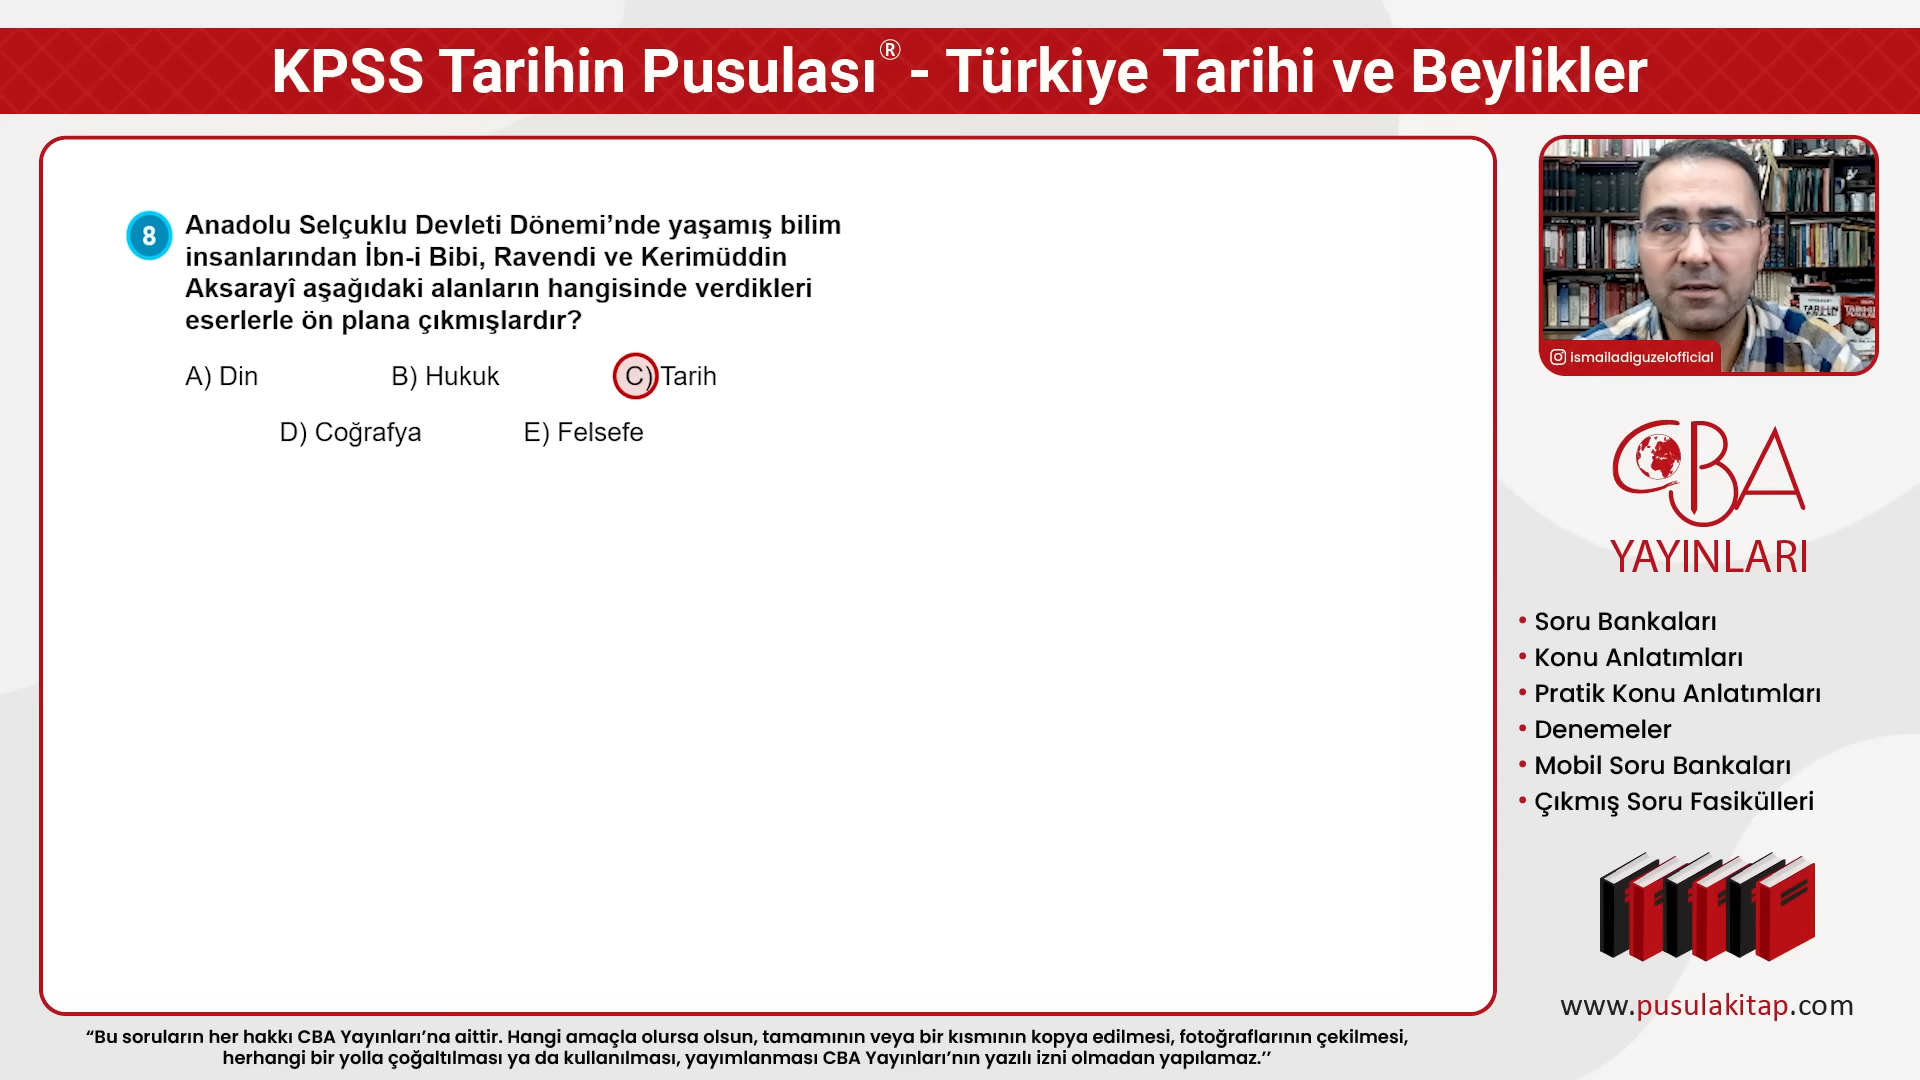 KPSS Tarihin Pusulası® - Türkiye Tarihi ve Beylikler
8
Anadolu Selçuklu Devleti Dönemi’nde yaşamış bilim
insanlarından İbn-i Bibi, Ravendi ve Kerimüddin
Aksarayî aşağıdaki alanların hangisinde verdikleri
eserlerle ön plana çıkmışlardır?
A) Din B) Hukuk C) Tarih
D) Coğrafya E) Felsefe
ismailadiguzelofficial
CBA
YAYINLARI
• Soru Bankaları
• Konu Anlatımları
• Pratik Konu Anlatımları
• Denemeler
• Mobil Soru Bankaları
• Çıkmış Soru Fasikülleri
www.pusulakitap.com
“Bu soruların her hakkı CBA Yayınları’na aittir. Hangi amaçla olursa olsun, tamamının veya bir kısmının kopya edilmesi, fotoğraflarının çekilmesi,
herhangi bir yolla çoğaltılması ya da kullanılması, yayımlanması CBA Yayınları’nın yazılı izni olmadan yapılamaz.’’